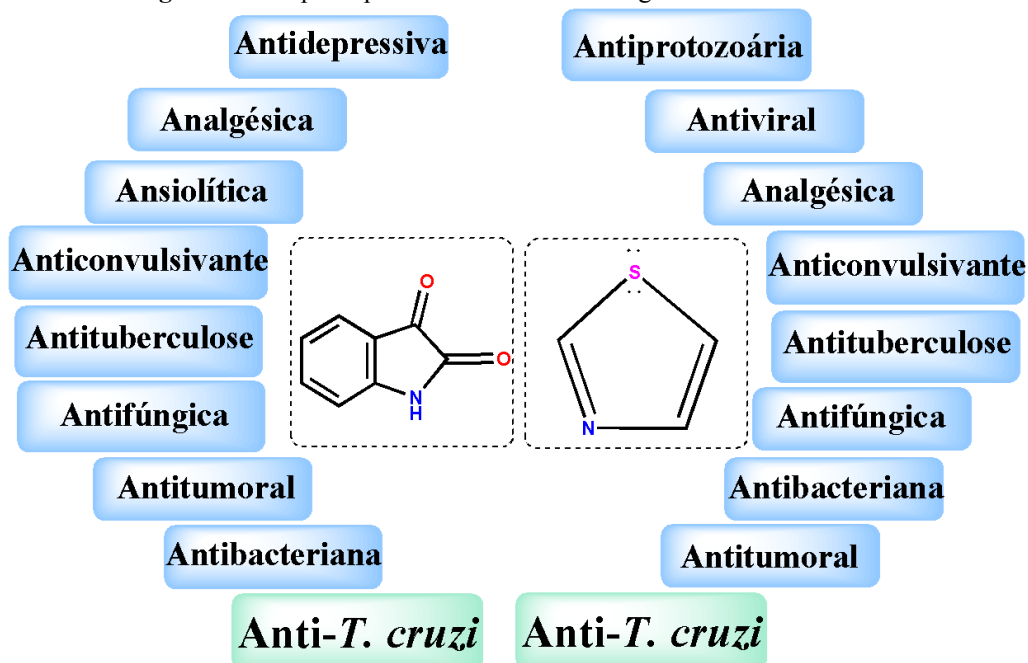 Antidepressiva
Antiprotozoária
Analgésica
Antiviral
Ansiolítica
Analgésica
Anticonvulsivante
Anticonvulsivante
S
O
Antituberculose
Antituberculose
O
N
H
Antifúngica
Antifúngica
N
Antitumoral
Antibacteriana
Antibacteriana
Antitumoral
Anti-T. cruzi
Anti-T. cruzi